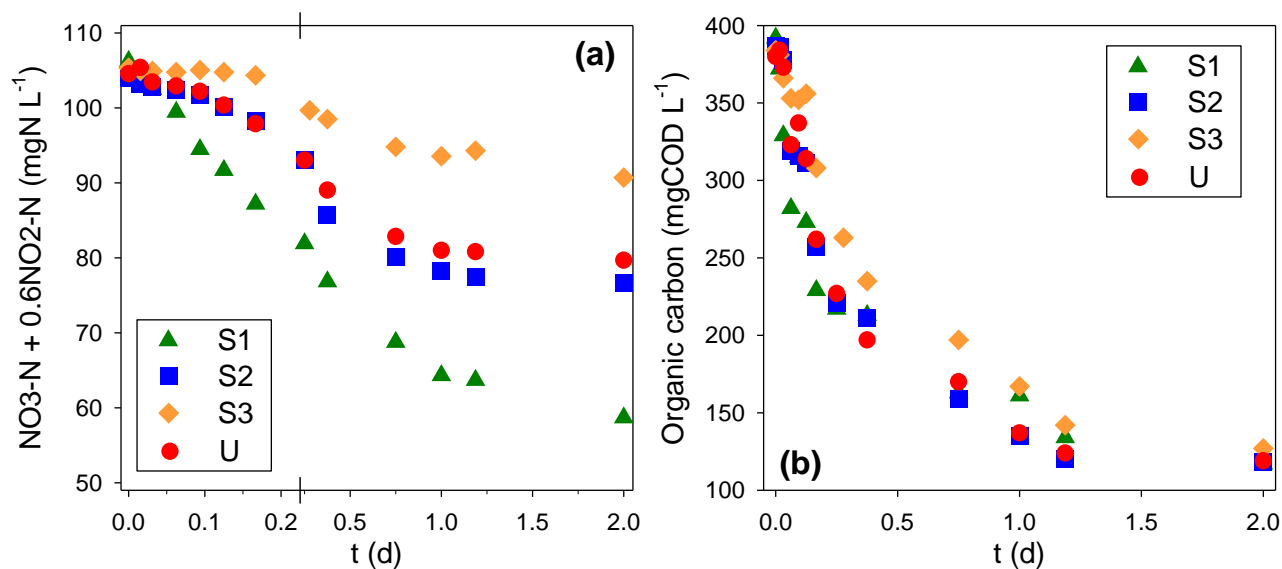 (a)
NO3-N + 0.6NO2-N (mgN L-1)
110
100
90
80
70
60
50
S1
S2
S3
U
0.0 0.1 0.2 0.5 1.0 1.5 2.0
t (d)
(b)
Organic carbon (mgCOD L-1)
400
350
300
250
200
150
100
S1
S2
S3
U
0.0 0.5 1.0 1.5 2.0
t (d)